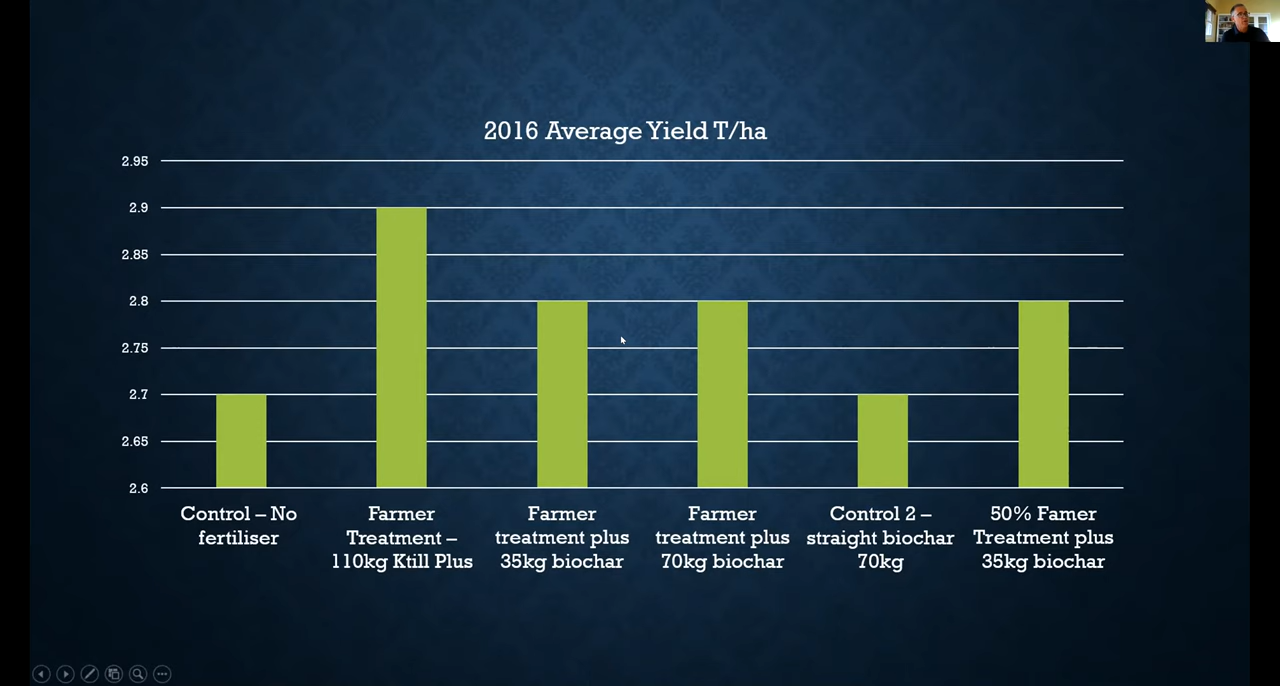 2016 Average Yield T/ha
2.95
2.9
2.85
2.8
2.75
2.7
2.65
2.6
Control – No
fertiliser
Farmer
Treatment –
110kg Ktill Plus
Farmer
treatment plus
35kg biochar
Farmer
treatment plus
70kg biochar
Control 2 –
straight biochar
70kg
50% Famer
Treatment plus
35kg biochar